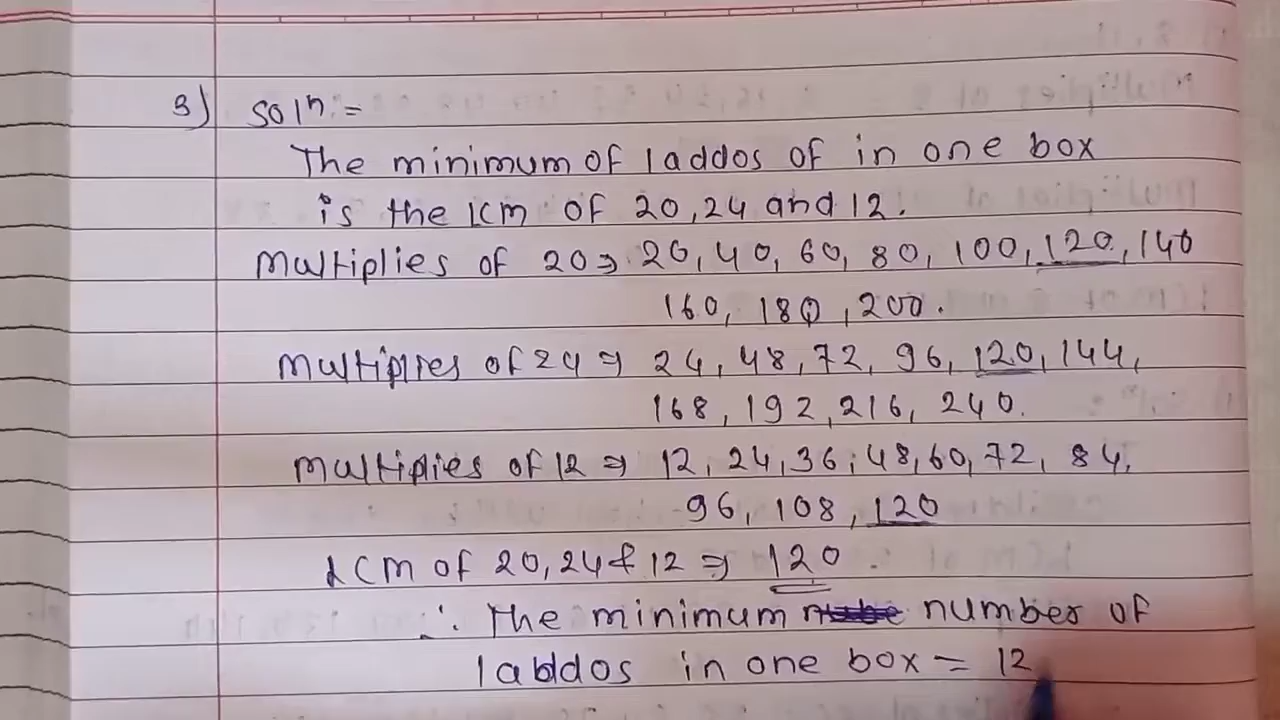 3) Soln:=
The minimum of laddos of in one box
is the LCM of 20,24 and 12.
Multiplies of 20 ⇒ 20, 40, 60, 80, 100, 120, 140
160, 180, 200.
Multiplies of 24 ⇒ 24, 48, 72, 96, 120, 144,
168, 192, 216, 240.
Multiplies of 12 ⇒ 12, 24, 36, 48, 60, 72, 84,
96, 108, 120
LCM of 20, 24 & 12 ⇒ 120.
∴ The minimum number of
laddos in one box = 12